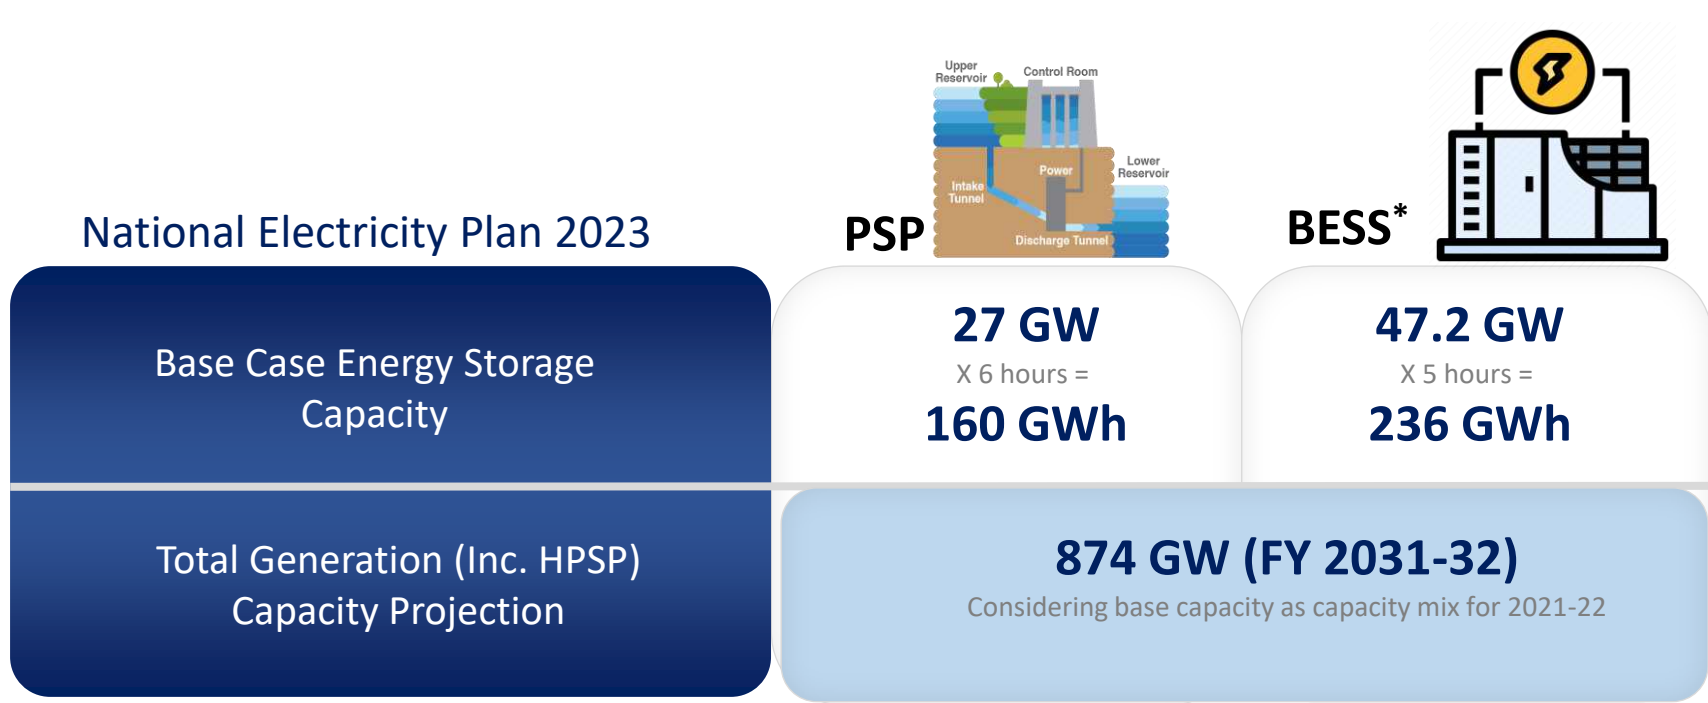 Upper
Reservoir
Control Room
Lower
Reservoir
Power
Intake
Tunnel
Discharge Tunnel
National Electricity Plan 2023
PSP
BESS*
Base Case Energy Storage
Capacity
27 GW
X 6 hours =
160 GWh
47.2 GW
X 5 hours =
236 GWh
Total Generation (Inc. HPSP)
Capacity Projection
874 GW (FY 2031-32)
Considering base capacity as capacity mix for 2021-22